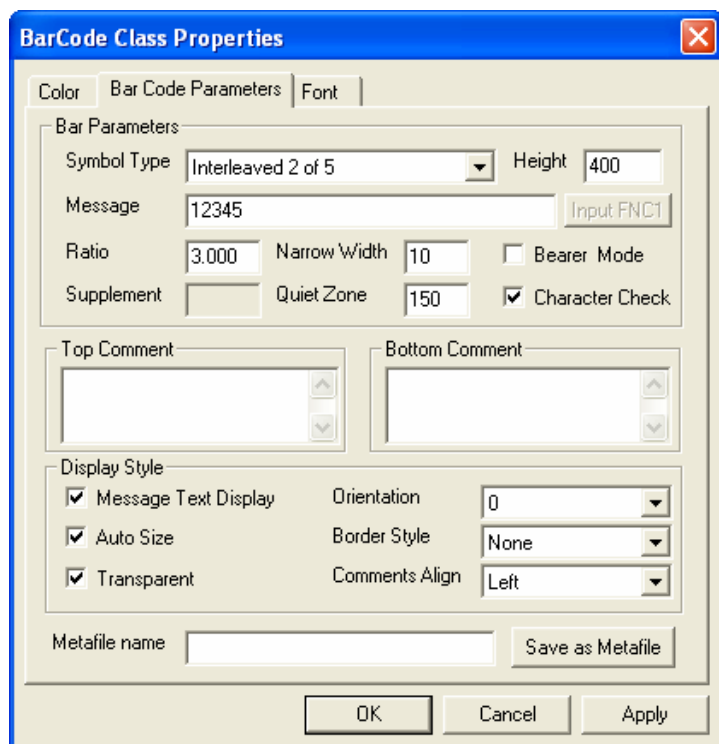 BarCode Class Properties
Color Bar Code Parameters Font
Bar Parameters
Symbol Type Interleaved 2 of 5 Height 400
Message 12345 Input FNC1
Ratio 3.000 Narrow Width 10 Bearer Mode
Supplement Quiet Zone 150 Character Check
Top Comment Bottom Comment
Display Style
Message Text Display Orientation 0
Auto Size Border Style None
Transparent Comments Align Left
Metafile name Save as Metafile
OK Cancel Apply